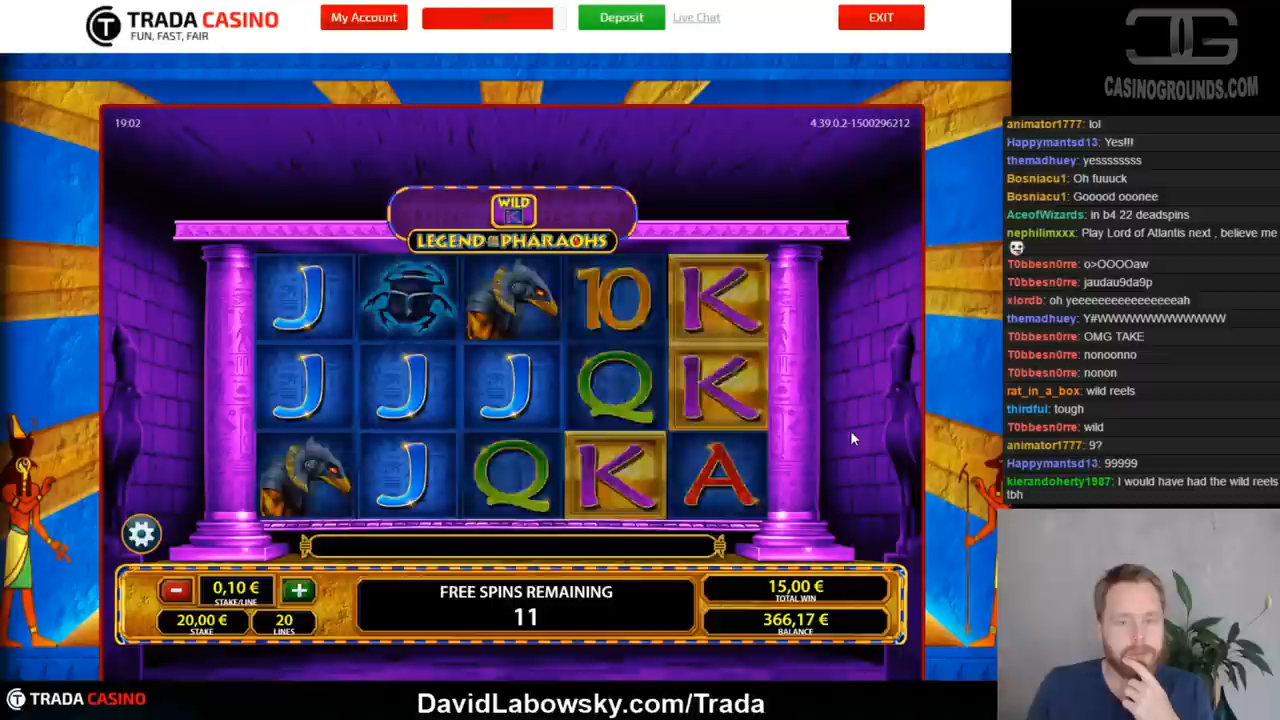 TRADA CASINO
FUN, FAST, FAIR
My Account
Deposit
Live Chat
EXIT
CG
CASINOGROUNDS.COM
19:02
4.39.0.2-1500296212
WILD
K
LEGEND OF THE PHARAOHS
J
10
K
J
J
J
Q
K
J
Q
K
A
0,10 €
STAKE/LINE
20,00 €
STAKE
20
LINES
FREE SPINS REMAINING
11
15,00 €
TOTAL WIN
366,17 €
BALANCE
animator1777: lol
Happymantsd13: Yes!!!
themadhuey: yesssssss
Bosniacu1: Oh fuuuck
Bosniacu1: Gooood ooonee
AceofWizards: in b4 22 deadspins
nephilimxxx: Play Lord of Atlantis next , believe me
T0bbesn0rre: o>OOOOaw
T0bbesn0rre: jaudau9da9p
xlordb: oh yeeeeeeeeeeeeeeeah
themadhuey: Y#WWWWWWWWWWWWW
T0bbesn0rre: OMG TAKE
T0bbesn0rre: nonoonno
T0bbesn0rre: nonon
rat_in_a_box: wild reels
thirdful: tough
T0bbesn0rre: wild
animator1777: 9?
Happymantsd13: 99999
kierandoherty1987: I would have had the wild reels
tbh
TRADA CASINO
DavidLabowsky.com/Trada